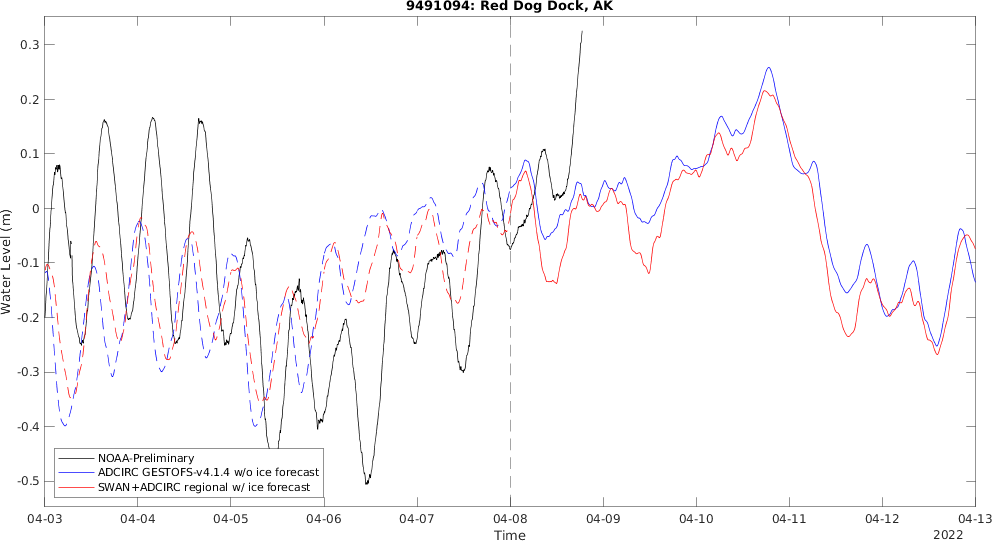 9491094: Red Dog Dock, AK
0.3
0.2
0.1
0
-0.1
-0.2
-0.3
-0.4
-0.5
Water Level (m)
NOAA-Preliminary
ADCIRC GESTOFS-v4.1.4 w/o ice forecast
SWAN+ADCIRC regional w/ ice forecast
04-03 04-04 04-05 04-06 04-07 04-08 04-09 04-10 04-11 04-12 04-13
Time
2022